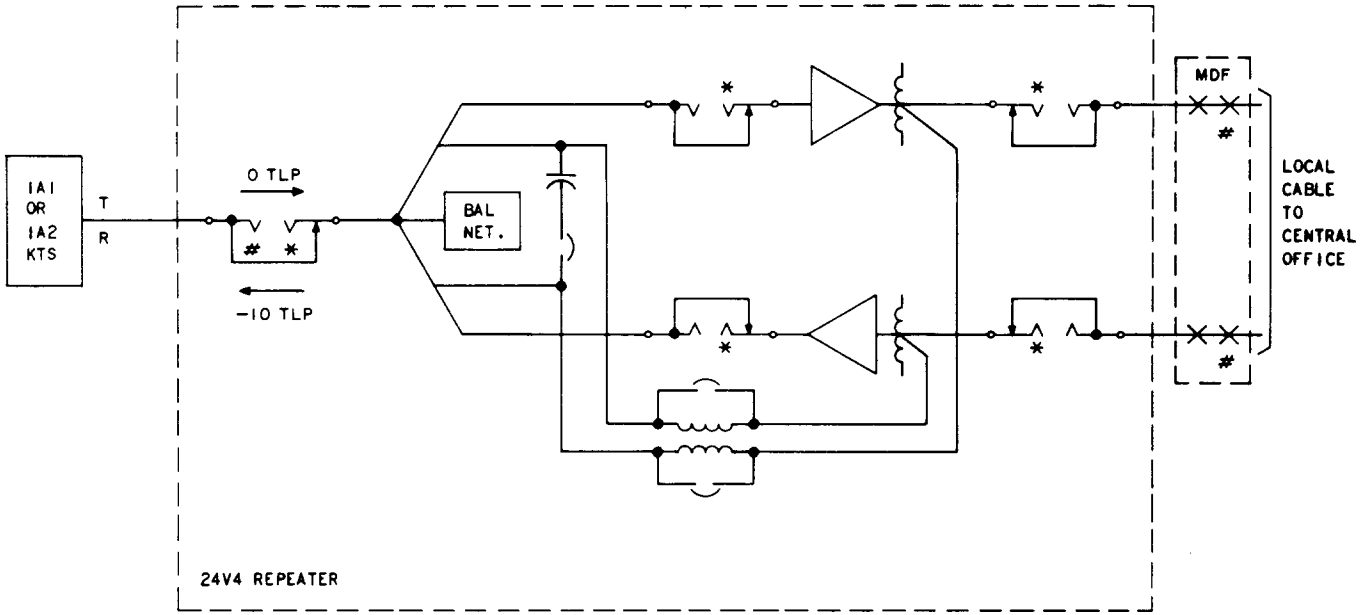 MDF
*
*
#
1A1
OR
1A2
KTS
T
R
0 TLP
# *
-10 TLP
BAL
NET.
LOCAL
CABLE
TO
CENTRAL
OFFICE
*
*
#
24V4 REPEATER